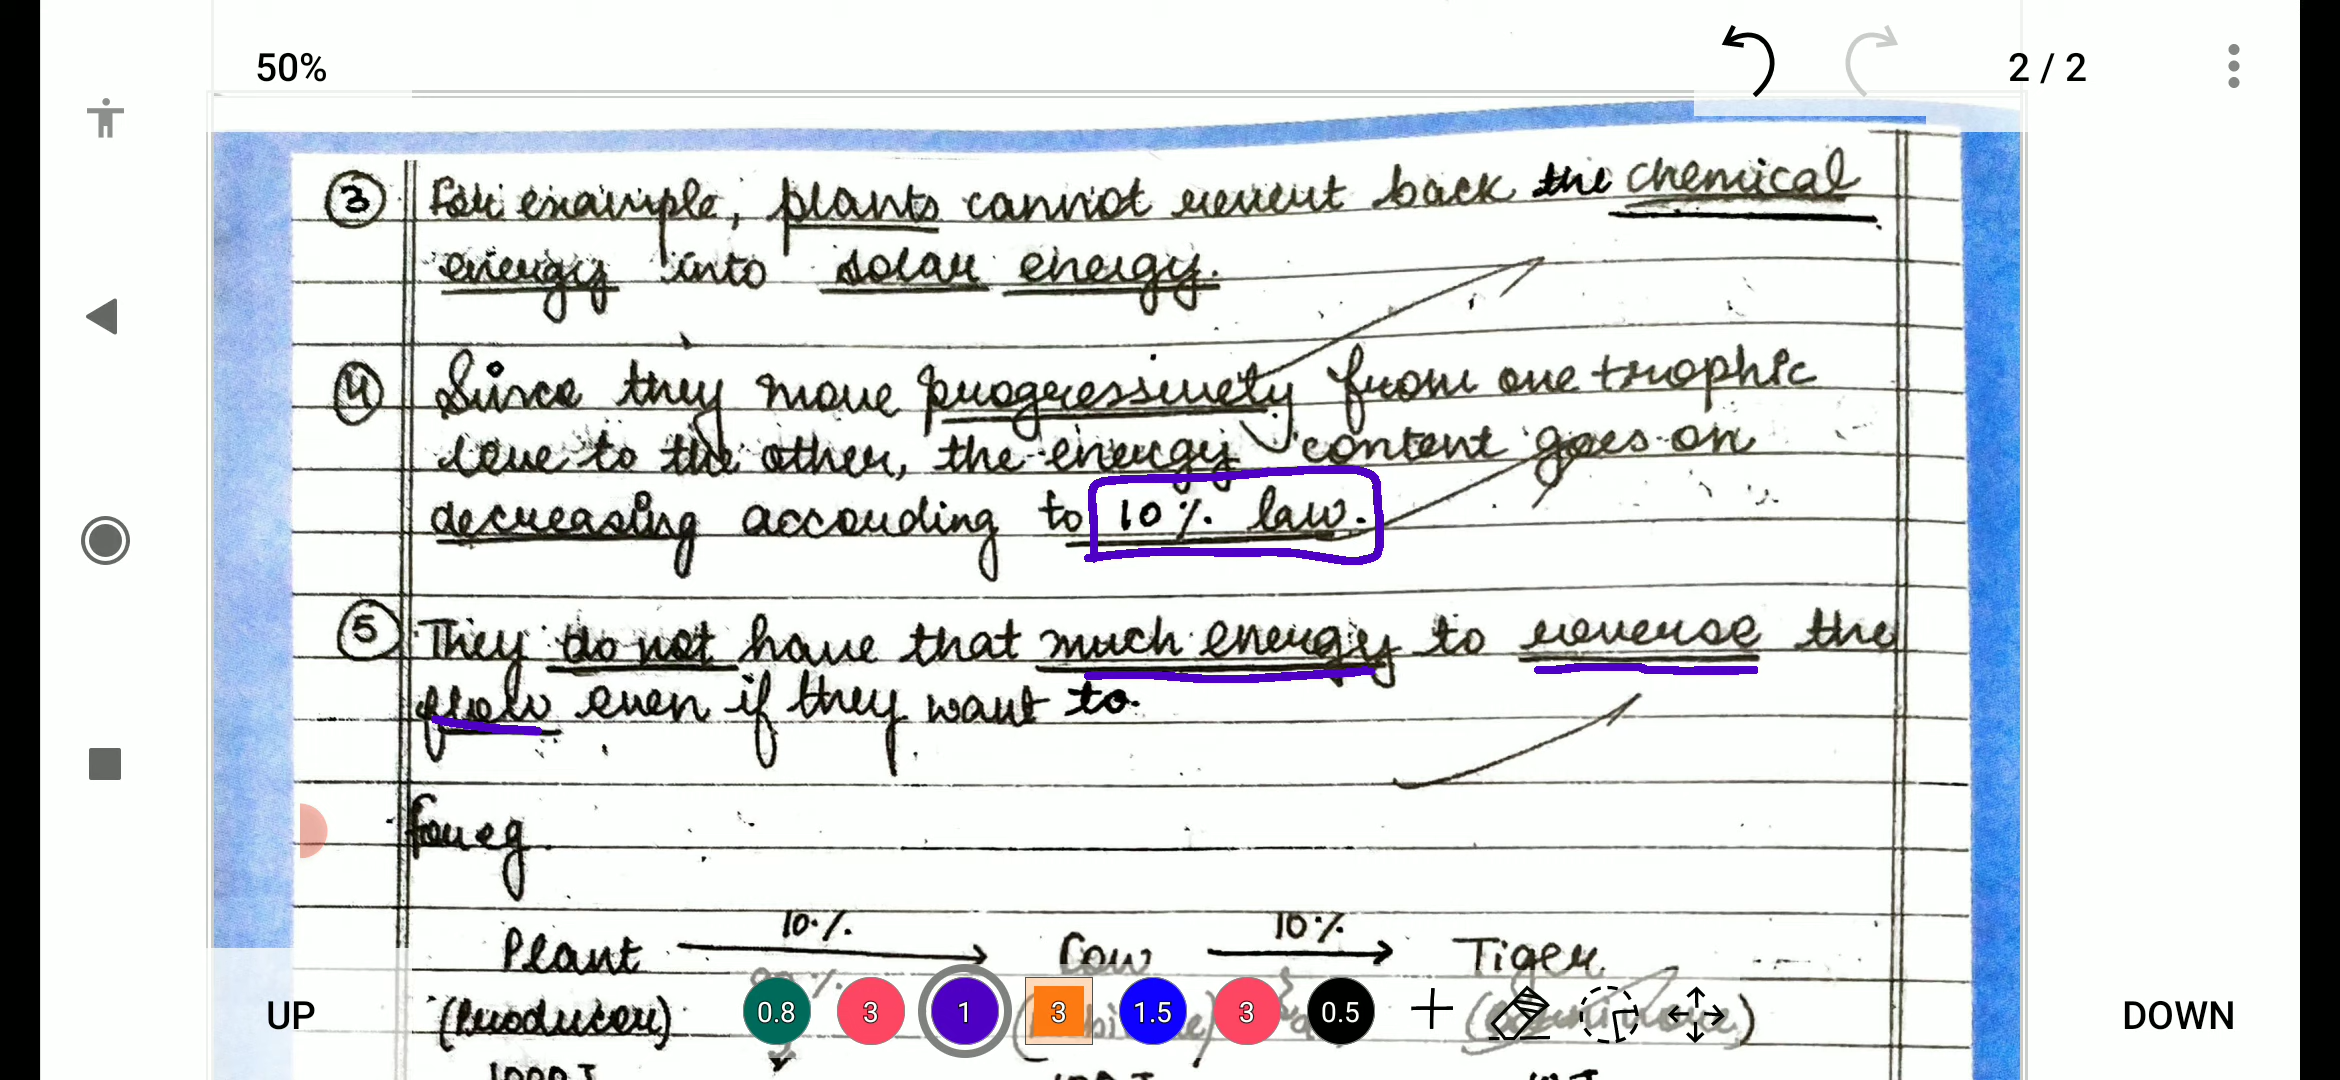 50%
2 / 2
3 For example, plants cannot revert back the chemical
energy into solar energy.
4 Since they move progressively from one trophic
leve to the other, the energy content goes on
decreasing according to 10% law.
5 They do not have that much energy to reverse the
flow even if they want to.
for eg.
10% 10%
Plant Cow Tiger
(Producer)
UP 0.8 3 1 3 1.5 3 0.5 DOWN